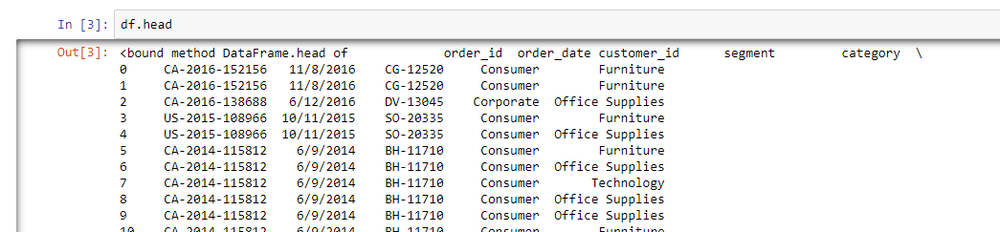 In [3]: df.head
Out[3]: <bound method DataFrame.head of             order_id  order_date customer_id      segment         category  \
0     CA-2016-152156   11/8/2016    CG-12520     Consumer        Furniture
1     CA-2016-152156   11/8/2016    CG-12520     Consumer        Furniture
2     CA-2016-138688   6/12/2016    DV-13045    Corporate  Office Supplies
3     US-2015-108966  10/11/2015    SO-20335     Consumer        Furniture
4     US-2015-108966  10/11/2015    SO-20335     Consumer  Office Supplies
5     CA-2014-115812    6/9/2014    BH-11710     Consumer        Furniture
6     CA-2014-115812    6/9/2014    BH-11710     Consumer  Office Supplies
7     CA-2014-115812    6/9/2014    BH-11710     Consumer       Technology
8     CA-2014-115812    6/9/2014    BH-11710     Consumer  Office Supplies
9     CA-2014-115812    6/9/2014    BH-11710     Consumer  Office Supplies
10    CA-2014-115812    6/9/2014    BH-11710     Consumer        Furniture